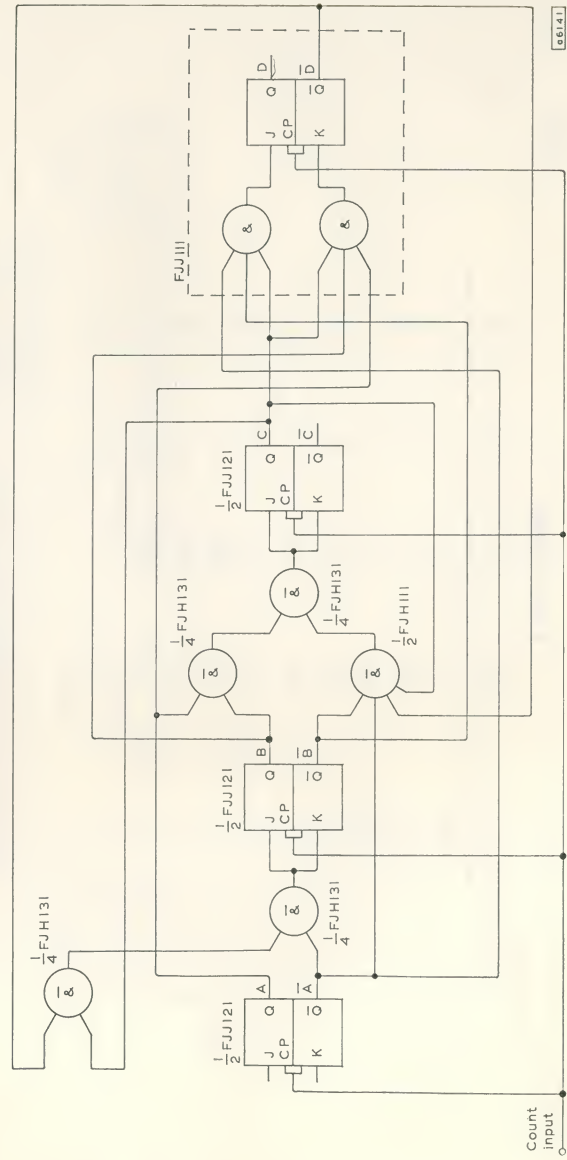 Count
input
1/4 FJH131
&̅
1/2 FJJ121
J Q A
CP
K Q̅ A̅
&̅
1/4 FJH131
1/2 FJJ121
J Q B
CP
K Q̅ B̅
1/4 FJH131
&̅
&̅
1/2 FJH111
&̅
1/4 FJH131
1/2 FJJ121
J Q C
CP
K Q̅ C̅
FJJ111
&
&
J Q D
CP
K Q̅ D̅
a6141